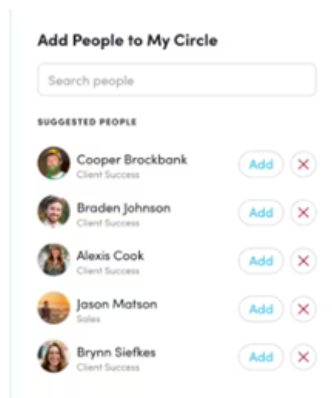 Add People to My Circle
Search people
SUGGESTED PEOPLE
Cooper Brockbank
Client Success
Add
Braden Johnson
Client Success
Add
Alexis Cook
Client Success
Add
Jason Matson
Sales
Add
Brynn Siefkes
Client Success
Add